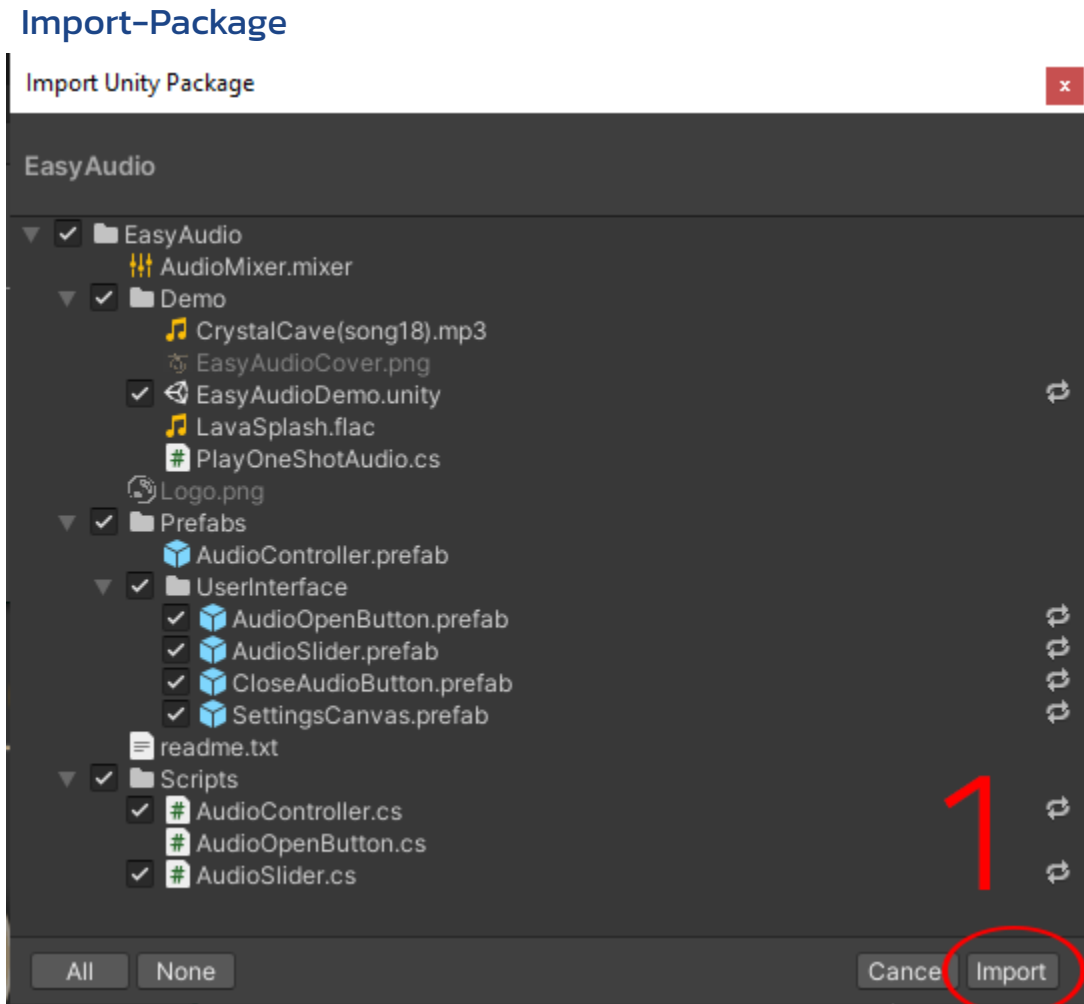 Import-Package
Import Unity Package
x
EasyAudio
EasyAudio
AudioMixer.mixer
Demo
CrystalCave(song18).mp3
EasyAudioCover.png
EasyAudioDemo.unity
LavaSplash.flac
# PlayOneShotAudio.cs
Logo.png
Prefabs
AudioController.prefab
UserInterface
AudioOpenButton.prefab
AudioSlider.prefab
CloseAudioButton.prefab
SettingsCanvas.prefab
readme.txt
Scripts
# AudioController.cs
# AudioOpenButton.cs
# AudioSlider.cs
1
All None Cance Import